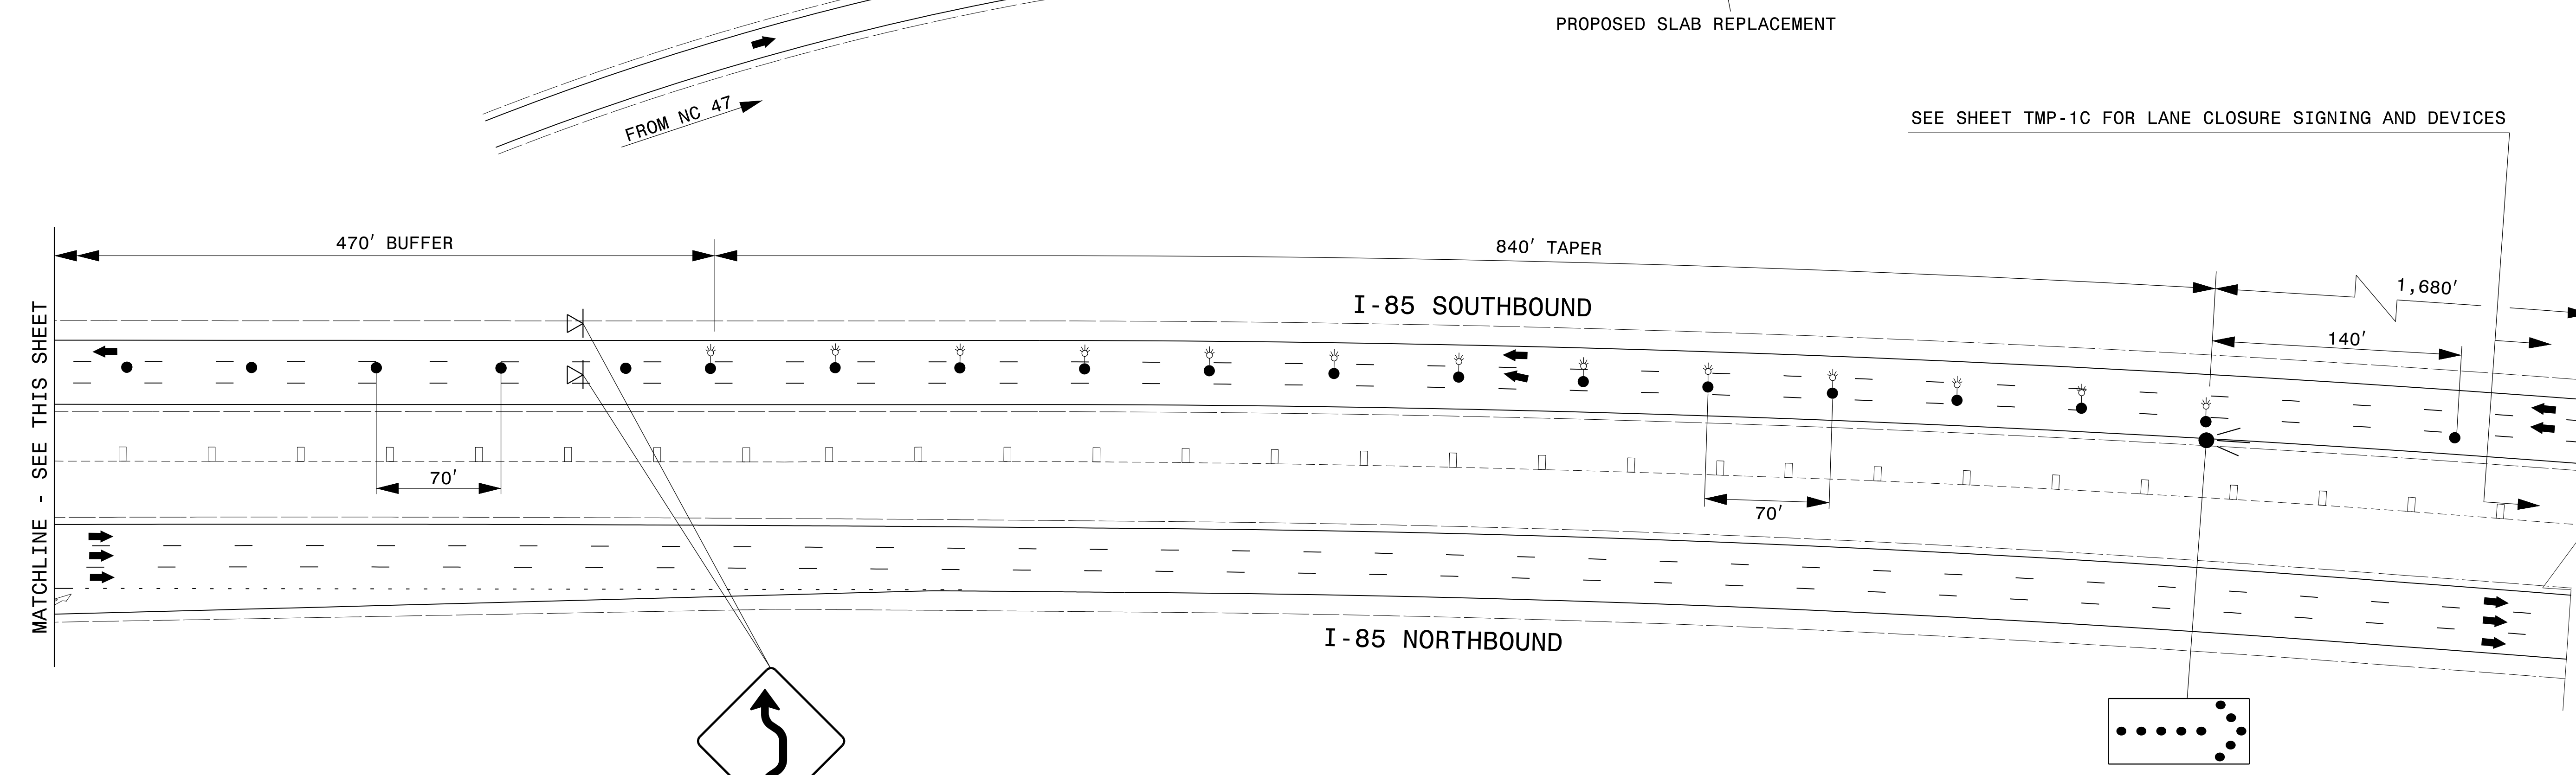 PROPOSED SLAB REPLACEMENT
FROM NC 47
SEE SHEET TMP-1C FOR LANE CLOSURE SIGNING AND DEVICES
470' BUFFER
840' TAPER
1,680'
I-85 SOUTHBOUND
140'
MATCHLINE - SEE THIS SHEET
70'
70'
I-85 NORTHBOUND